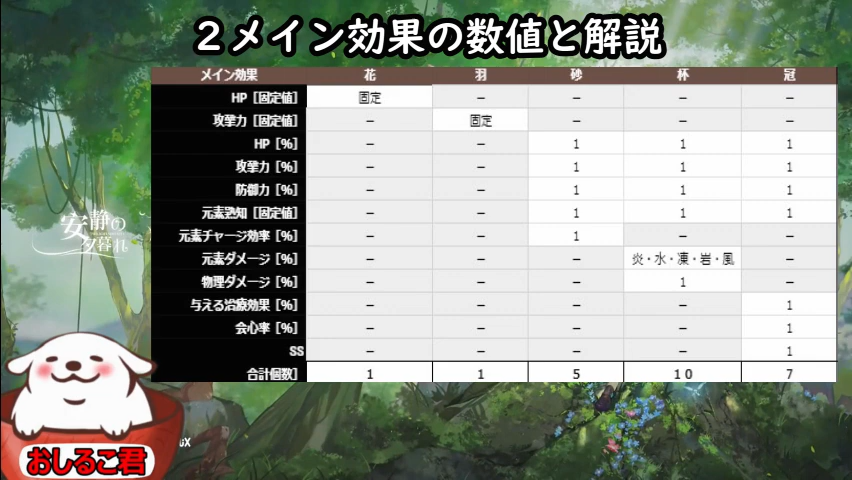 ２メイン効果の数値と解説
メイン効果 花 羽 砂 杯 冠
HP［固定値］ 固定 － － － －
攻撃力［固定値］ － 固定 － － －
HP［%］ － － 1 1 1
攻撃力［%］ － － 1 1 1
防御力［%］ － － 1 1 1
元素熟知［固定値］ － － 1 1 1
元素チャージ効率［%］ － － 1 － －
元素ダメージ［%］ － － － 炎・水・凍・岩・風 －
物理ダメージ［%］ － － － 1 －
与える治療効果［%］ － － － － 1
会心率［%］ － － － － 1
SS － － － － 1
合計個数］ 1 1 5 10 7
安静の
夕暮れ
おしるこ君